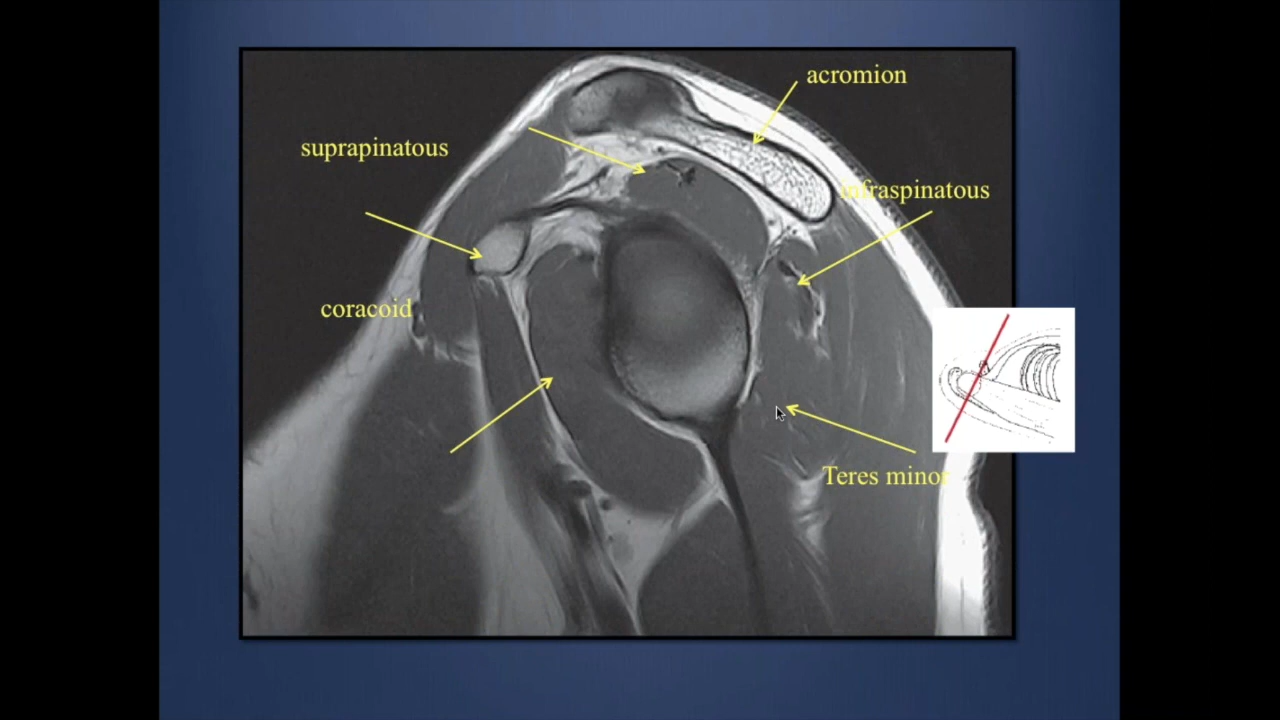 acromion
suprapinatous
infraspinatous
coracoid
Teres minor